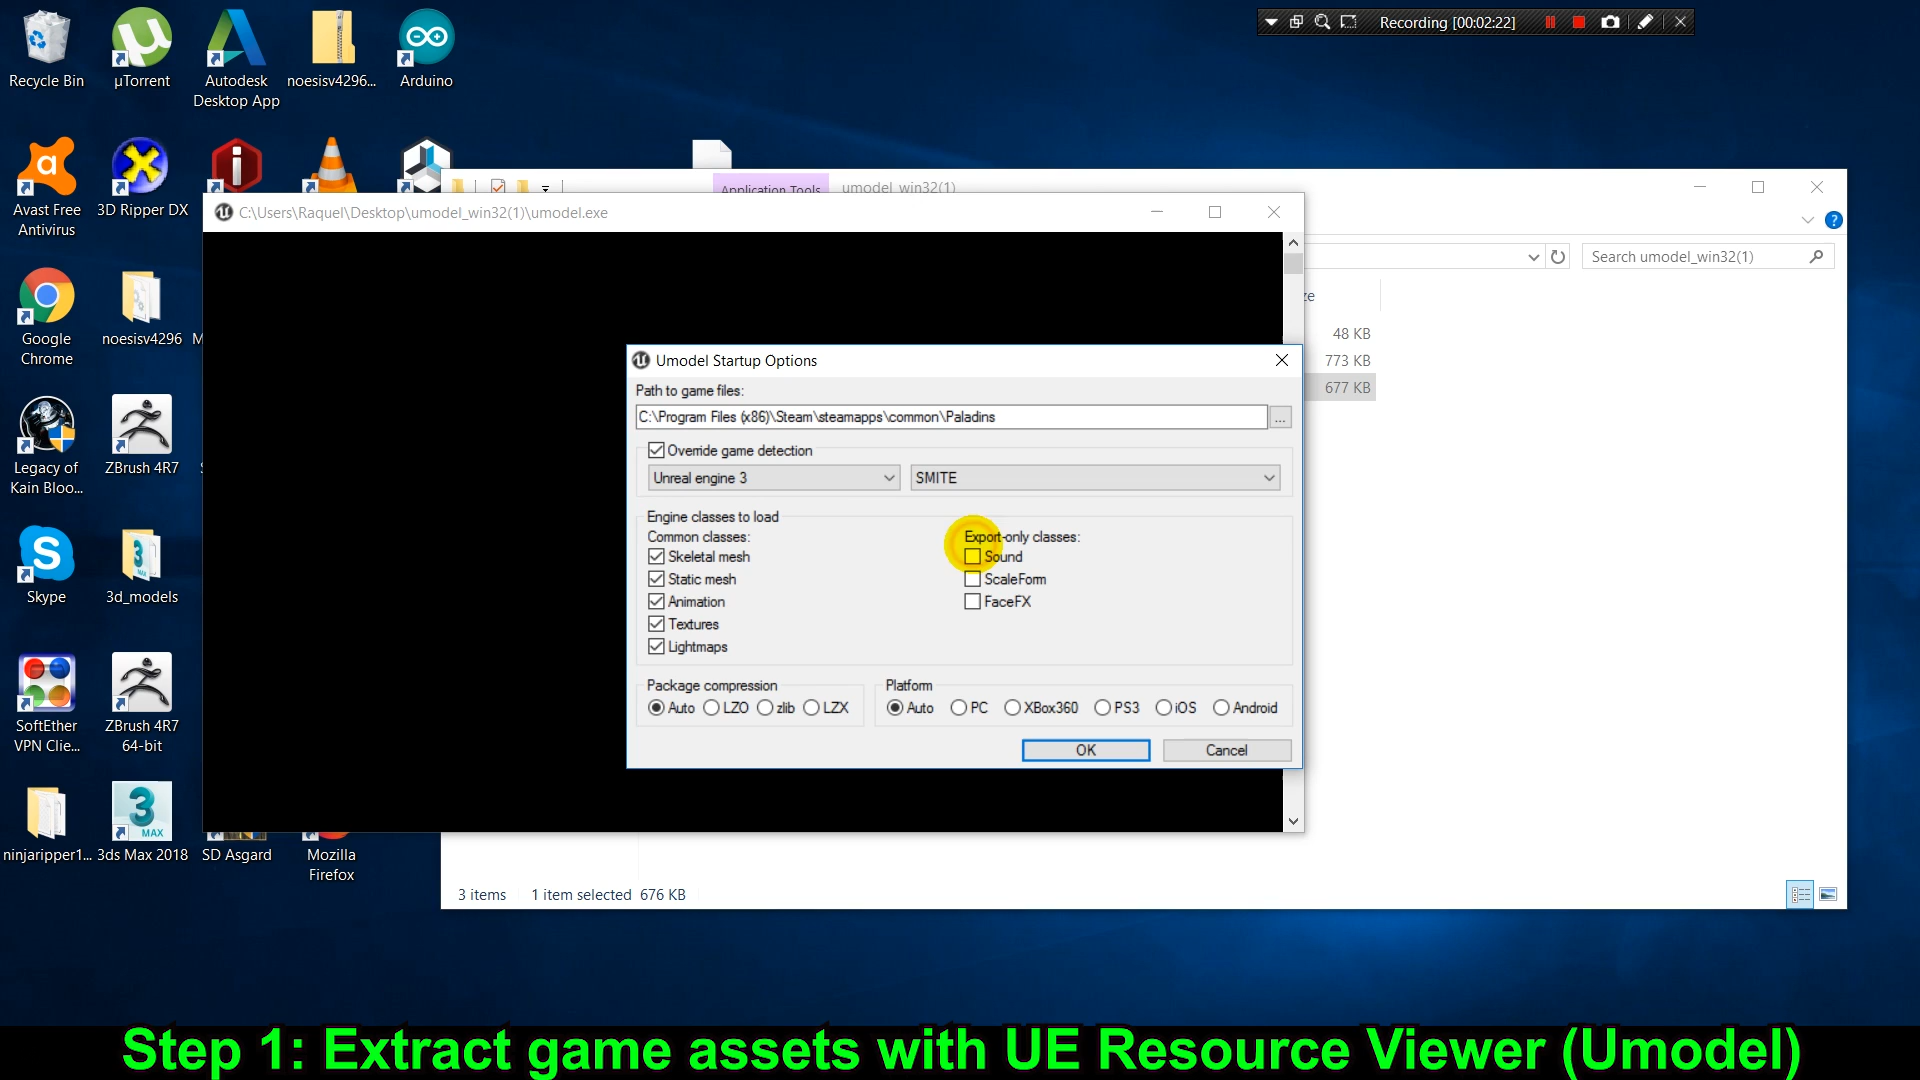 Recording [00:02:22]
Recycle Bin
µTorrent
Autodesk
Desktop App
noesisv4296...
Arduino
Avast Free
Antivirus
3D Ripper DX
Application Tools
umodel_win32(1)
C:\Users\Raquel\Desktop\umodel_win32(1)\umodel.exe
Search umodel_win32(1)
ze
48 KB
773 KB
677 KB
Google
Chrome
noesisv4296
M
Legacy of
Kain Bloo...
ZBrush 4R7
S
Skype
3d_models
SoftEther
VPN Clie...
ZBrush 4R7
64-bit
ninjaripper1...
3ds Max 2018
MAX
SD Asgard
Mozilla
Firefox
Umodel Startup Options
Path to game files:
C:\Program Files (x86)\Steam\steamapps\common\Paladins
...
Override game detection
Unreal engine 3
SMITE
Engine classes to load
Common classes:
Export-only classes:
Skeletal mesh
Sound
Static mesh
ScaleForm
Animation
FaceFX
Textures
Lightmaps
Package compression
Auto LZO zlib LZX
Platform
Auto PC XBox360 PS3 iOS Android
OK
Cancel
3 items
1 item selected 676 KB
Step 1: Extract game assets with UE Resource Viewer (Umodel)